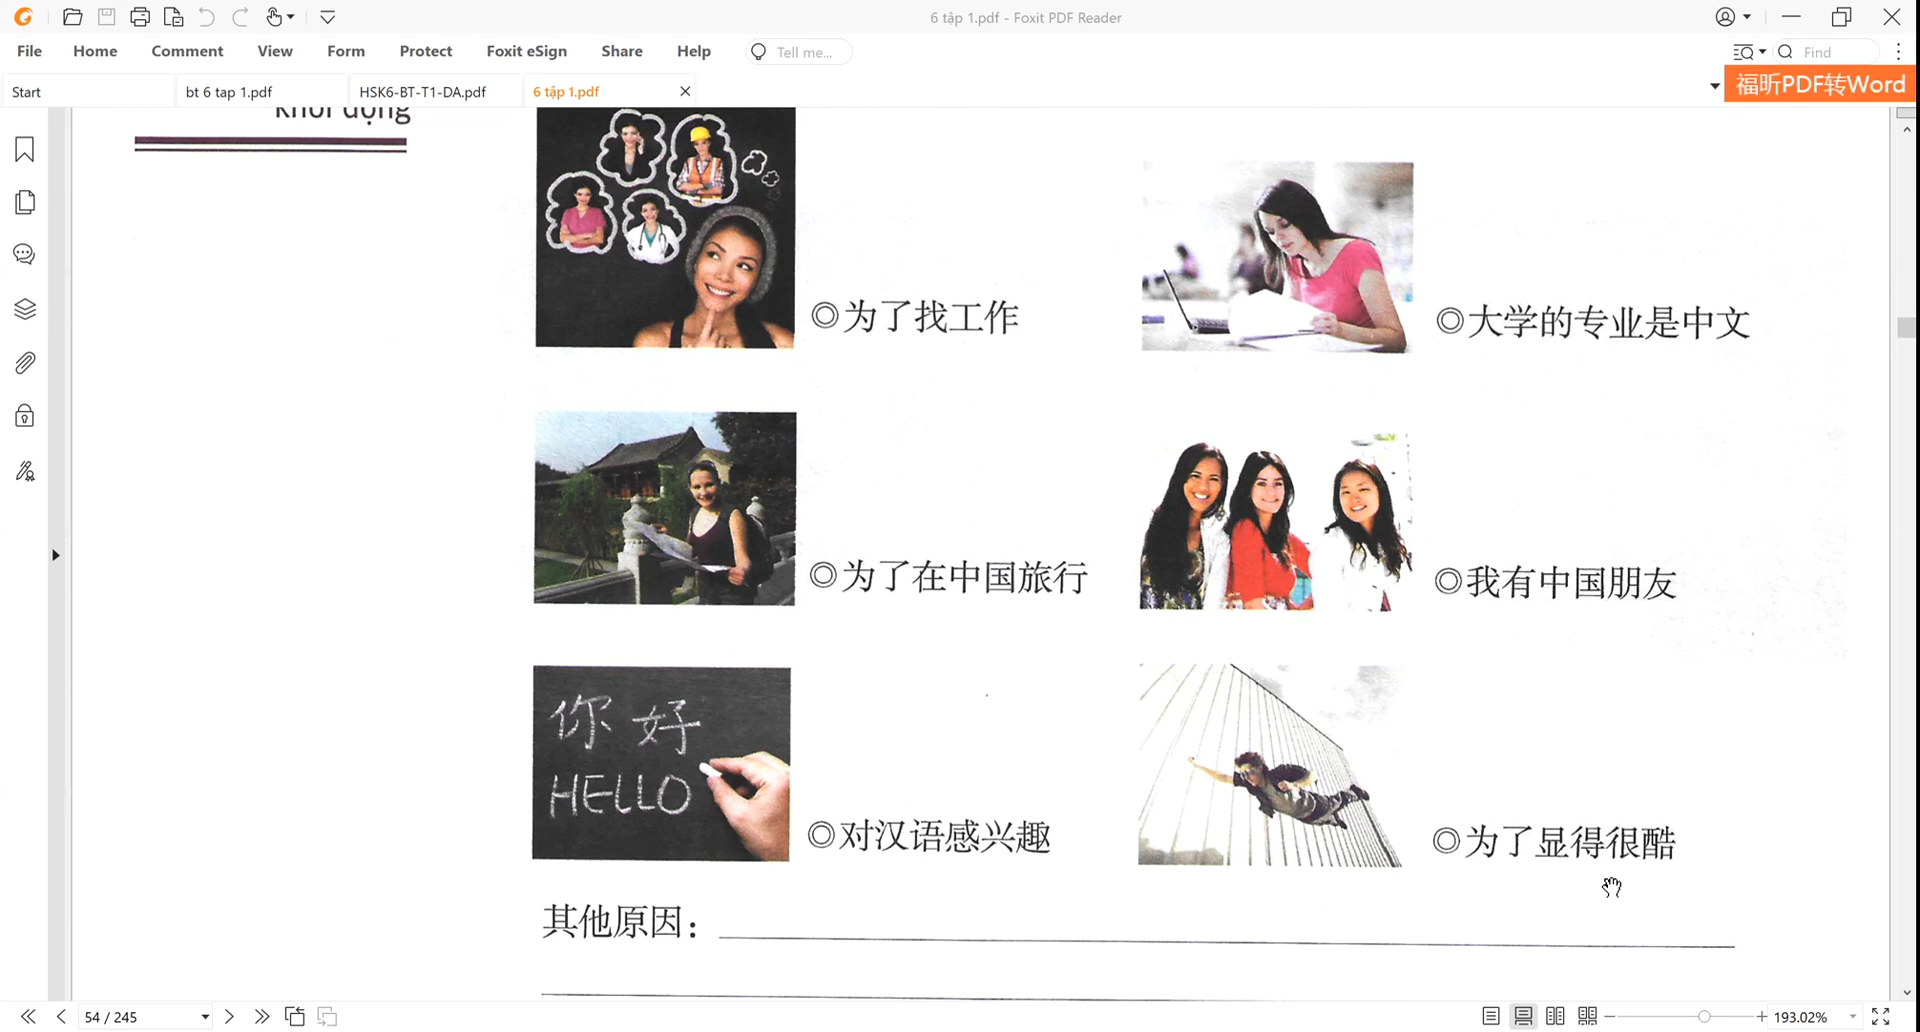 6 tập 1.pdf - Foxit PDF Reader
File Home Comment View Form Protect Foxit eSign Share Help Tell me... Find
Start bt 6 tap 1.pdf HSK6-BT-T1-DA.pdf 6 tập 1.pdf 福昕PDF转Word
khởi động
◎为了找工作
◎大学的专业是中文
◎为了在中国旅行
◎我有中国朋友
你好
HELLO
◎对汉语感兴趣
◎为了显得很酷
其他原因：
54 / 245 193.02%